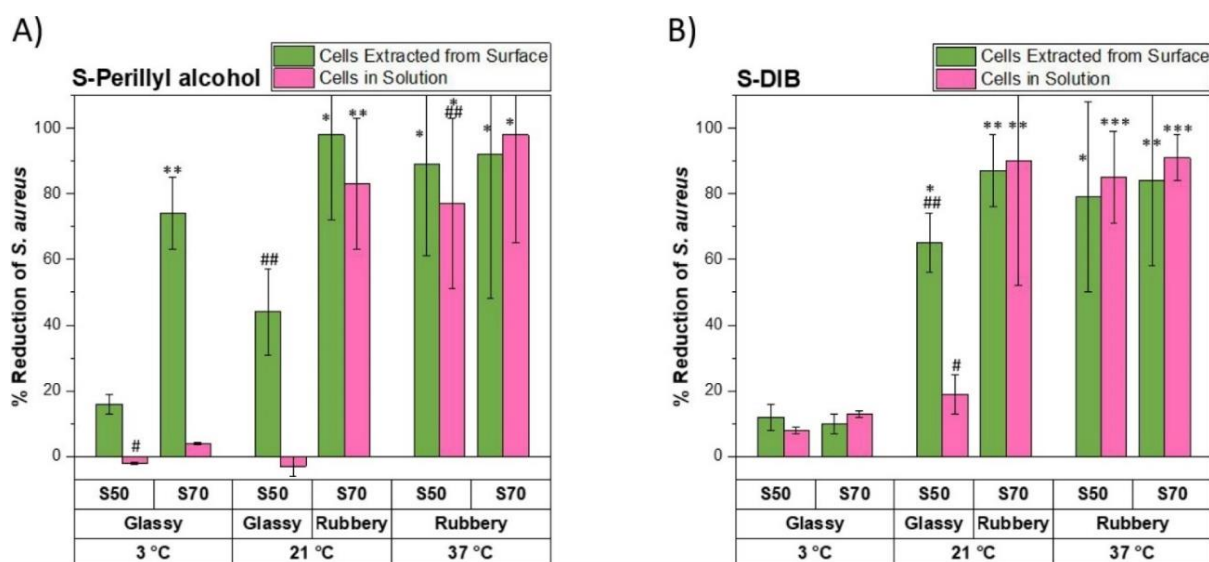 A)
Cells Extracted from Surface
Cells in Solution
S-Perillyl alcohol
% Reduction of S. aureus
100
80
60
40
20
0
#
**
##
*
**
*
*
##
*
*
S50 S70 S50 S70 S50 S70
Glassy Glassy Rubbery Rubbery
3 °C 21 °C 37 °C
B)
Cells Extracted from Surface
Cells in Solution
S-DIB
% Reduction of S. aureus
100
80
60
40
20
0
*
##
#
**
**
*
***
**
***
S50 S70 S50 S70 S50 S70
Glassy Glassy Rubbery Rubbery
3 °C 21 °C 37 °C